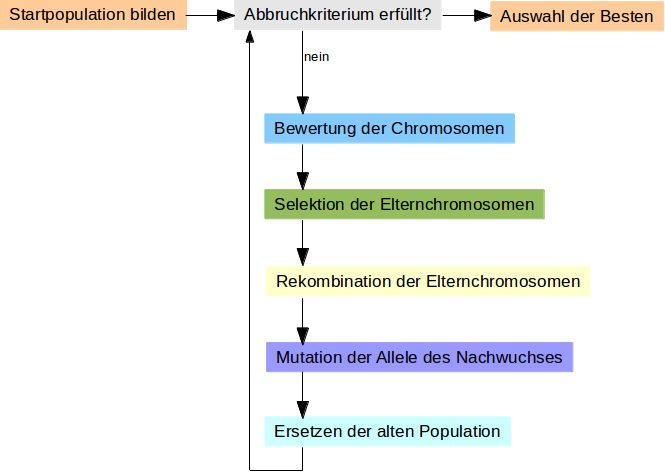 Startpopulation bilden
Abbruchkriterium erfüllt?
Auswahl der Besten
nein
Bewertung der Chromosomen
Selektion der Elternchromosomen
Rekombination der Elternchromosomen
Mutation der Allele des Nachwuchses
Ersetzen der alten Population